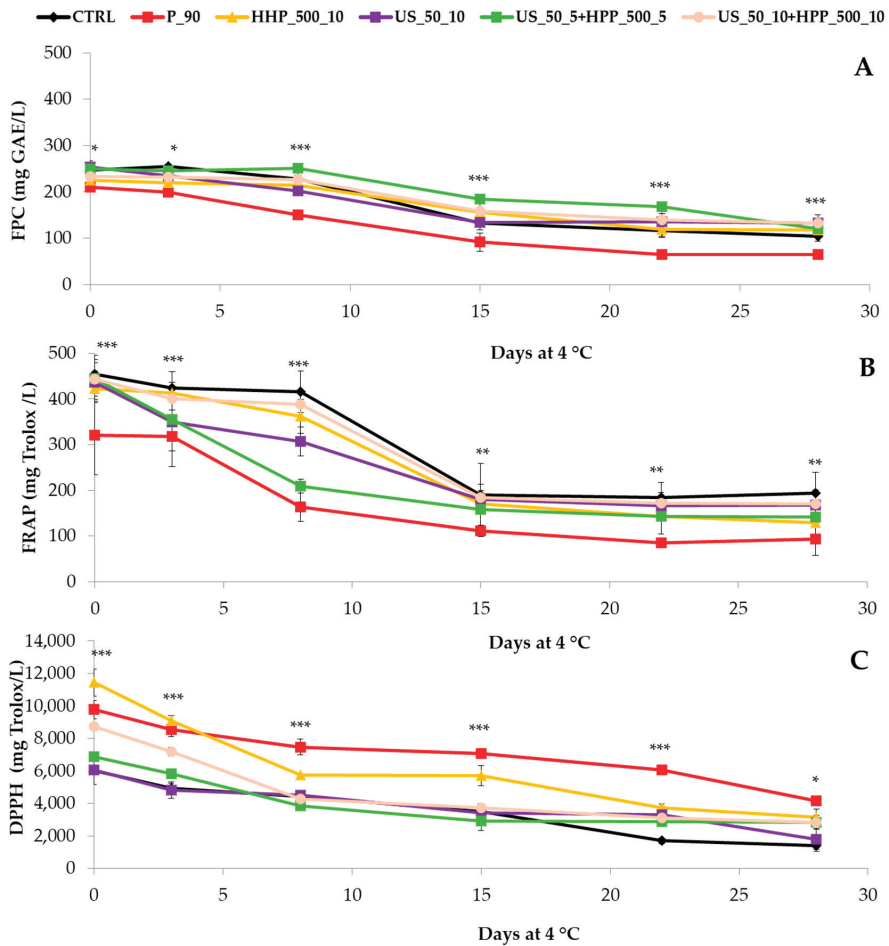 CTRL P_90 HHP_500_10 US_50_10 US_50_5+HPP_500_5 US_50_10+HPP_500_10
A
FPC (mg GAE/L)
500
400
300
200
100
0
* * *** *** *** ***
0 5 10 15 20 25 30
Days at 4 °C
B
FRAP (mg Trolox /L)
500
400
300
200
100
0
*** *** *** ** ** **
0 5 10 15 20 25 30
Days at 4 °C
C
DPPH (mg Trolox/L)
14,000
12,000
10,000
8,000
6,000
4,000
2,000
0
*** *** *** *** *** *
0 5 10 15 20 25 30
Days at 4 °C